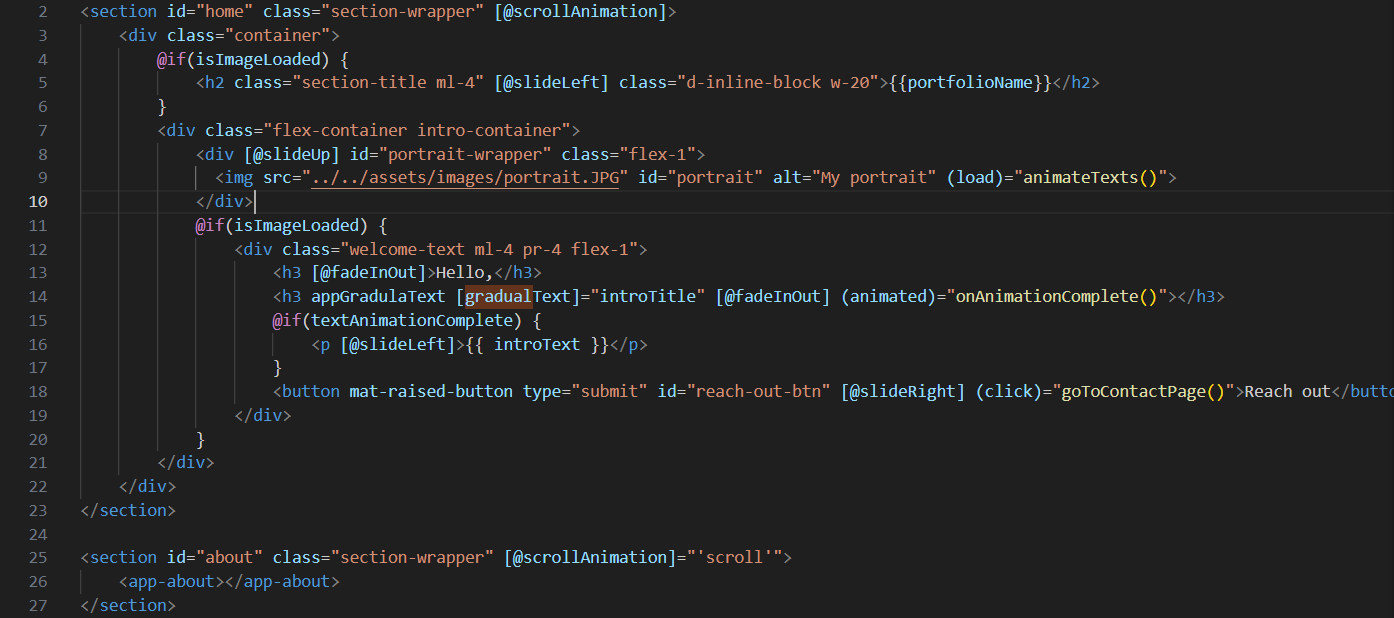 2 <section id="home" class="section-wrapper" [@scrollAnimation]>
3 <div class="container">
4 @if(isImageLoaded) {
5 <h2 class="section-title ml-4" [@slideLeft] class="d-inline-block w-20">{{portfolioName}}</h2>
6 }
7 <div class="flex-container intro-container">
8 <div [@slideUp] id="portrait-wrapper" class="flex-1">
9 <img src="../../assets/images/portrait.JPG" id="portrait" alt="My portrait" (load)="animateTexts()">
10 </div>
11 @if(isImageLoaded) {
12 <div class="welcome-text ml-4 pr-4 flex-1">
13 <h3 [@fadeInOut]>Hello,</h3>
14 <h3 appGradulaText [gradualText]="introTitle" [@fadeInOut] (animated)="onAnimationComplete()"></h3>
15 @if(textAnimationComplete) {
16 <p [@slideLeft]>{{ introText }}</p>
17 }
18 <button mat-raised-button type="submit" id="reach-out-btn" [@slideRight] (click)="goToContactPage()">Reach out</butto
19 </div>
20 }
21 </div>
22 </div>
23 </section>
24
25 <section id="about" class="section-wrapper" [@scrollAnimation]="'scroll'">
26 <app-about></app-about>
27 </section>